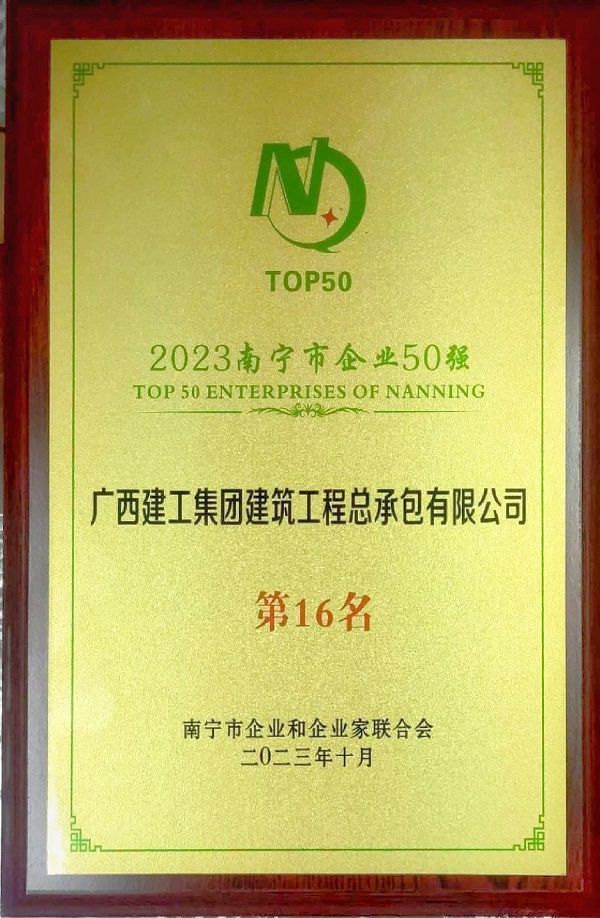 TOP50
2023南宁市企业50强
TOP 50 ENTERPRISES OF NANNING
广西建工集团建筑工程总承包有限公司
第16名
南宁市企业和企业家联合会
二〇二三年十月